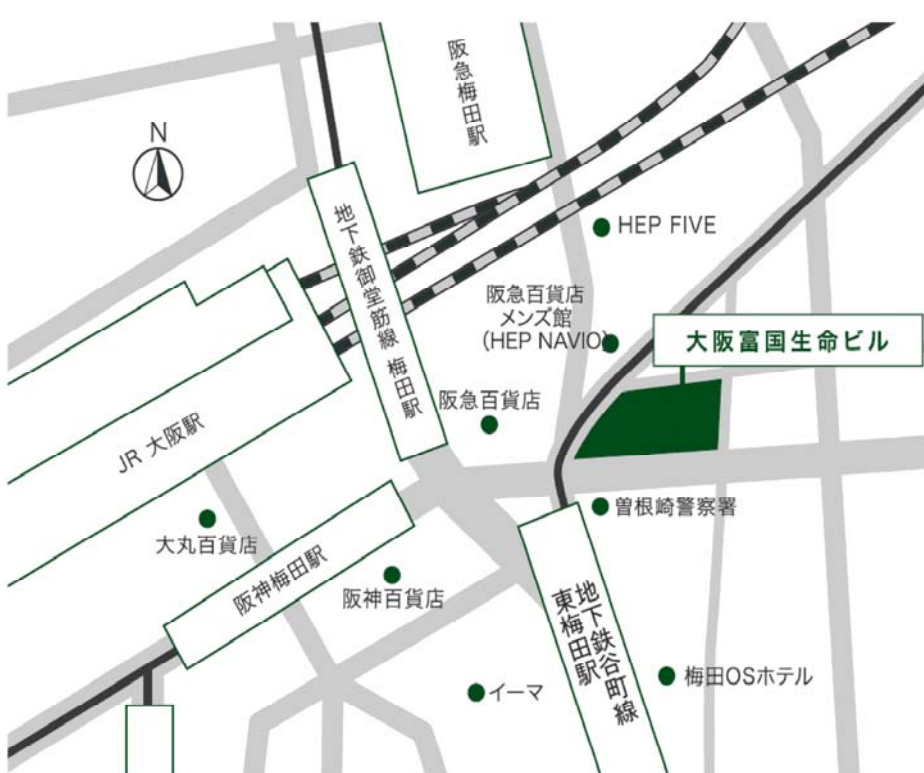 阪急梅田駅
N
HEP FIVE
地下鉄御堂筋線 梅田駅
阪急百貨店
メンズ館
(HEP NAVIO)
大阪富国生命ビル
阪急百貨店
JR 大阪駅
曽根崎警察署
大丸百貨店
阪神梅田駅
阪神百貨店
地下鉄谷町線
東梅田駅
梅田OSホテル
イーマ